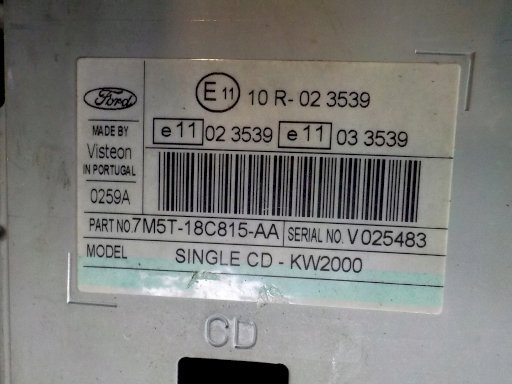 Ford
E 11 10 R- 02 3539
MADE BY
Visteon
IN PORTUGAL
e 11 02 3539 e 11 03 3539
0259A
PART NO. 7M5T-18C815-AA SERIAL NO. V 025483
MODEL SINGLE CD - KW2000
CD